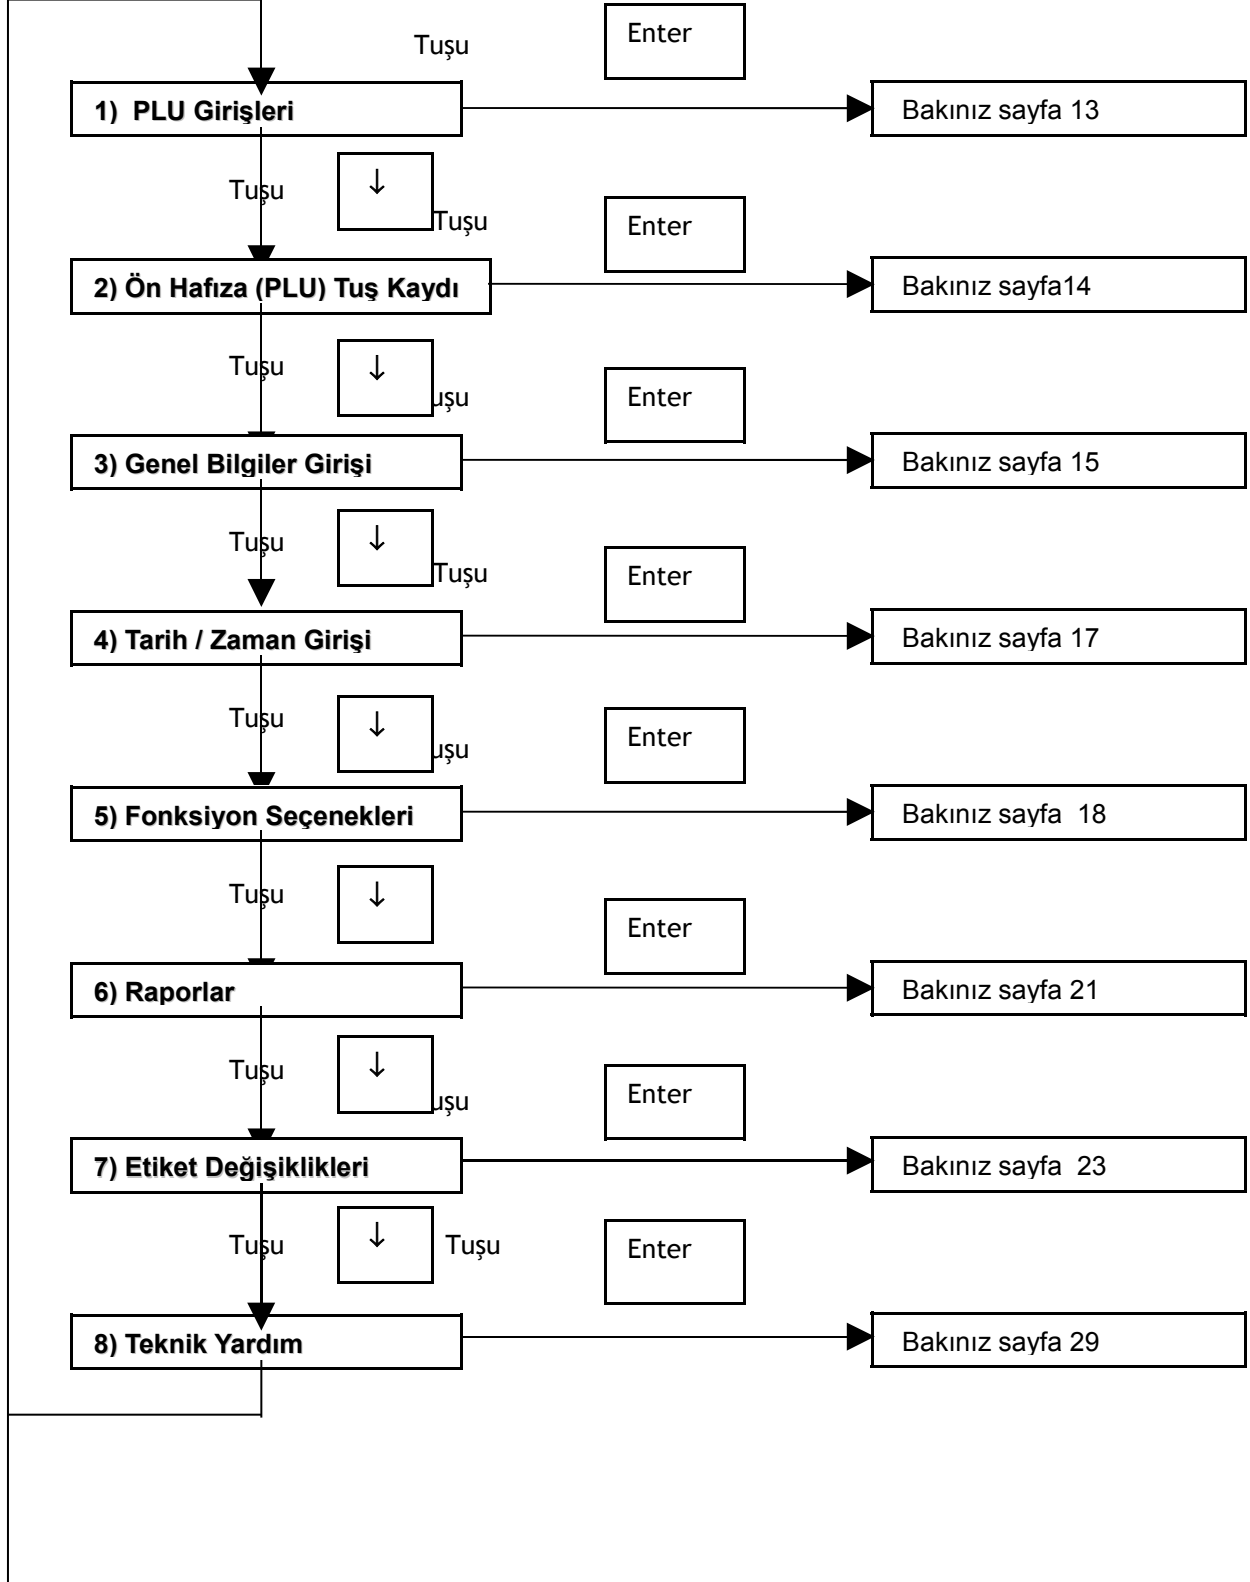 Tuşu Enter
1) PLU Girişleri Bakınız sayfa 13
Tuşu ↓ Tuşu Enter
2) Ön Hafıza (PLU) Tuş Kaydı Bakınız sayfa14
Tuşu ↓ uşu Enter
3) Genel Bilgiler Girişi Bakınız sayfa 15
Tuşu ↓ Tuşu Enter
4) Tarih / Zaman Girişi Bakınız sayfa 17
Tuşu ↓ uşu Enter
5) Fonksiyon Seçenekleri Bakınız sayfa 18
Tuşu ↓ Enter
6) Raporlar Bakınız sayfa 21
Tuşu ↓ uşu Enter
7) Etiket Değişiklikleri Bakınız sayfa 23
Tuşu ↓ Tuşu Enter
8) Teknik Yardım Bakınız sayfa 29